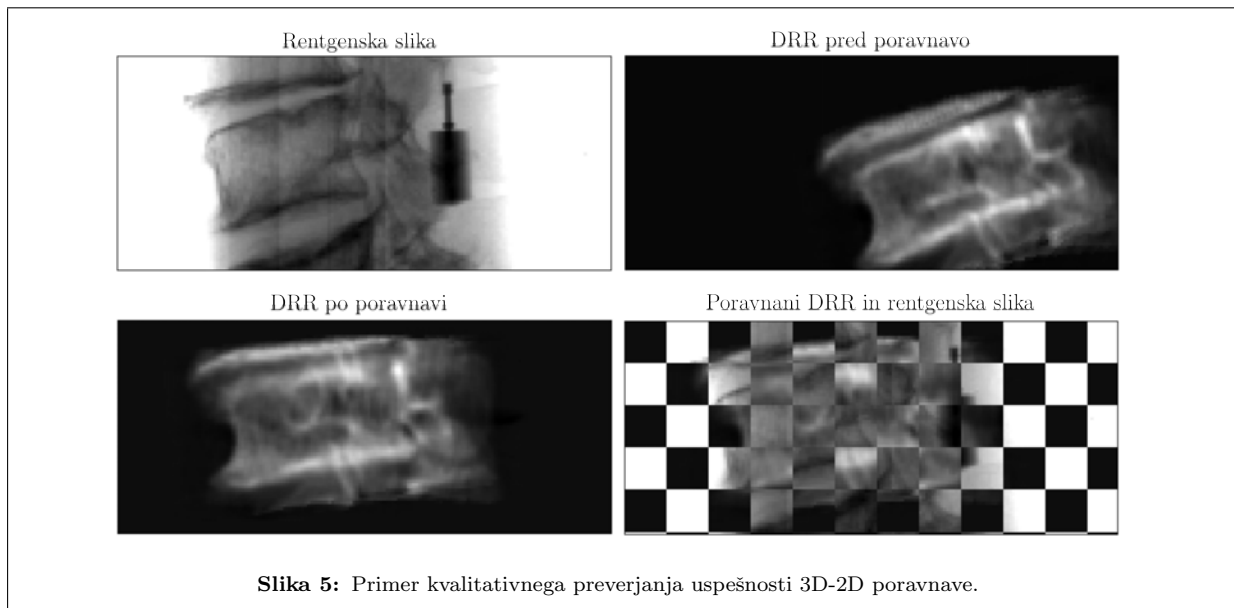 Rentgenska slika
DRR pred poravnavo
DRR po poravnavi
Poravnani DRR in rentgenska slika
Slika 5: Primer kvalitativnega preverjanja uspešnosti 3D-2D poravnave.